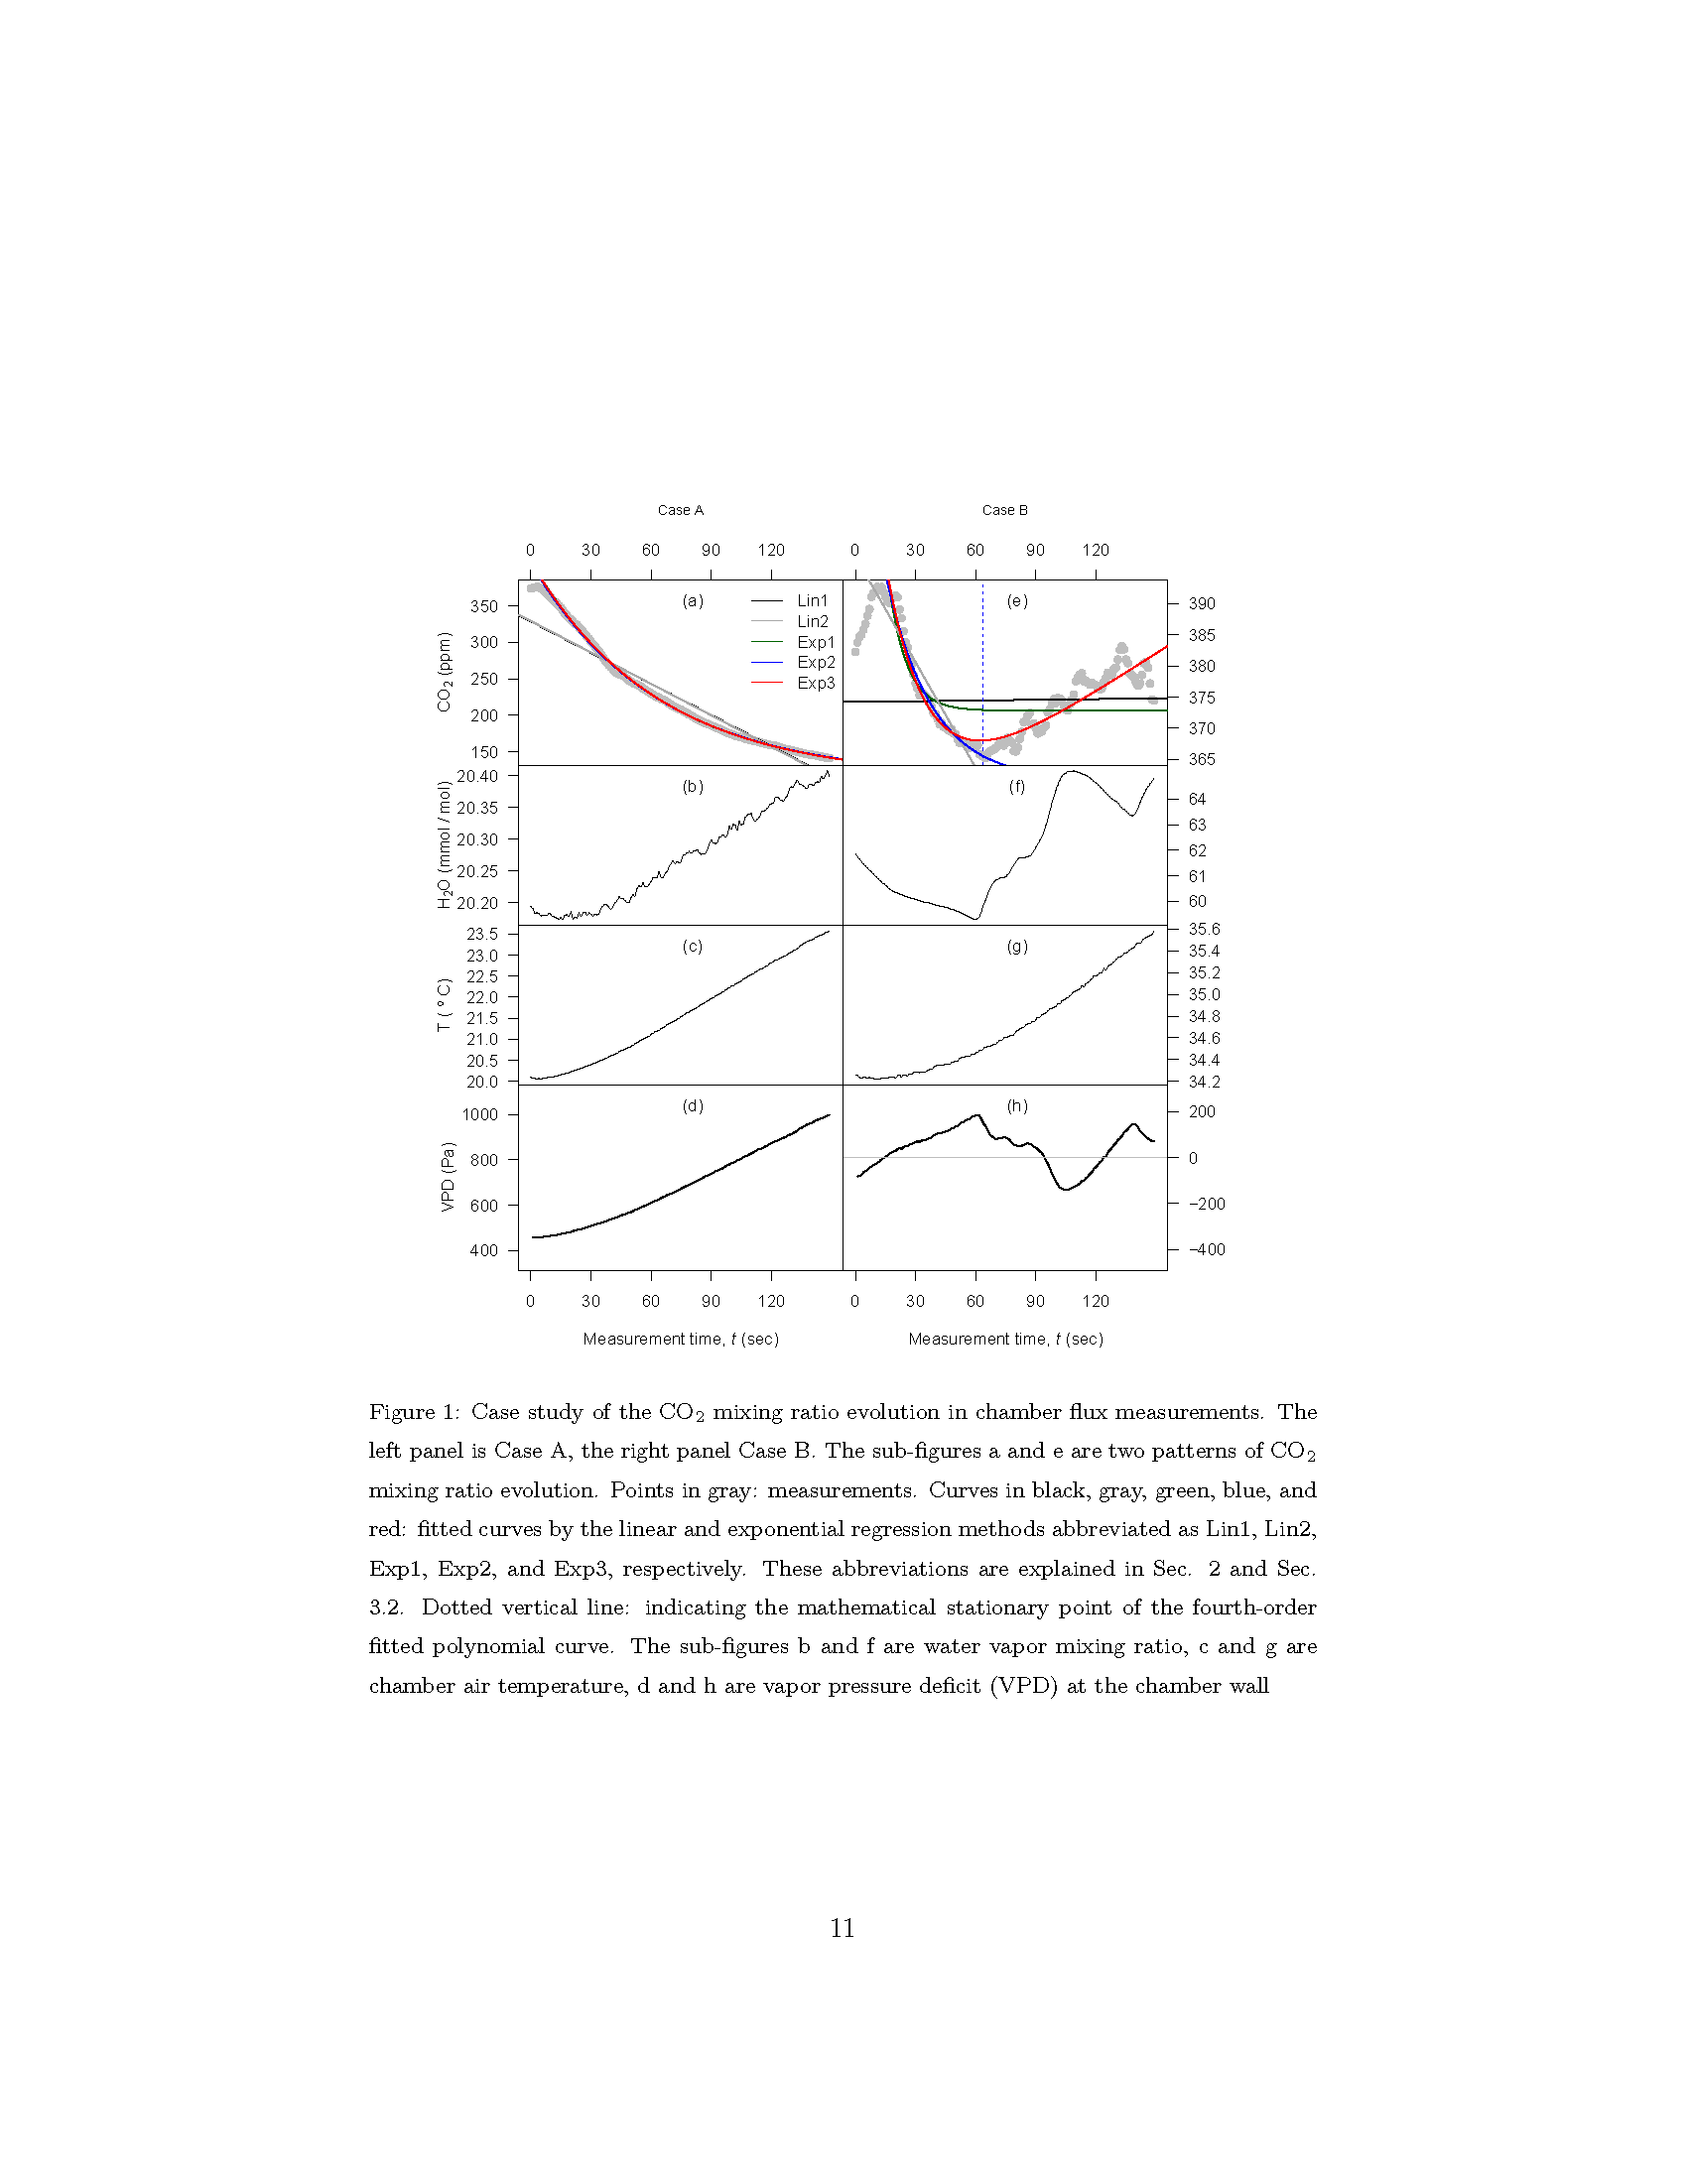 Case A Case B
0 30 60 90 120 0 30 60 90 120
(a) (e)
Lin1
Lin2
Exp1
Exp2
Exp3
CO2 (ppm)
350
300
250
200
150
390
385
380
375
370
365
(b) (f)
H2O (mmol / mol)
20.40
20.35
20.30
20.25
20.20
64
63
62
61
60
(c) (g)
T ( ° C)
23.5
23.0
22.5
22.0
21.5
21.0
20.5
20.0
35.6
35.4
35.2
35.0
34.8
34.6
34.4
34.2
(d) (h)
VPD (Pa)
1000
800
600
400
200
0
−200
−400
0 30 60 90 120 0 30 60 90 120
Measurement time, t (sec) Measurement time, t (sec)
Figure 1: Case study of the CO2 mixing ratio evolution in chamber flux measurements. The
left panel is Case A, the right panel Case B. The sub-figures a and e are two patterns of CO2
mixing ratio evolution. Points in gray: measurements. Curves in black, gray, green, blue, and
red: fitted curves by the linear and exponential regression methods abbreviated as Lin1, Lin2,
Exp1, Exp2, and Exp3, respectively. These abbreviations are explained in Sec. 2 and Sec.
3.2. Dotted vertical line: indicating the mathematical stationary point of the fourth-order
fitted polynomial curve. The sub-figures b and f are water vapor mixing ratio, c and g are
chamber air temperature, d and h are vapor pressure deficit (VPD) at the chamber wall
11